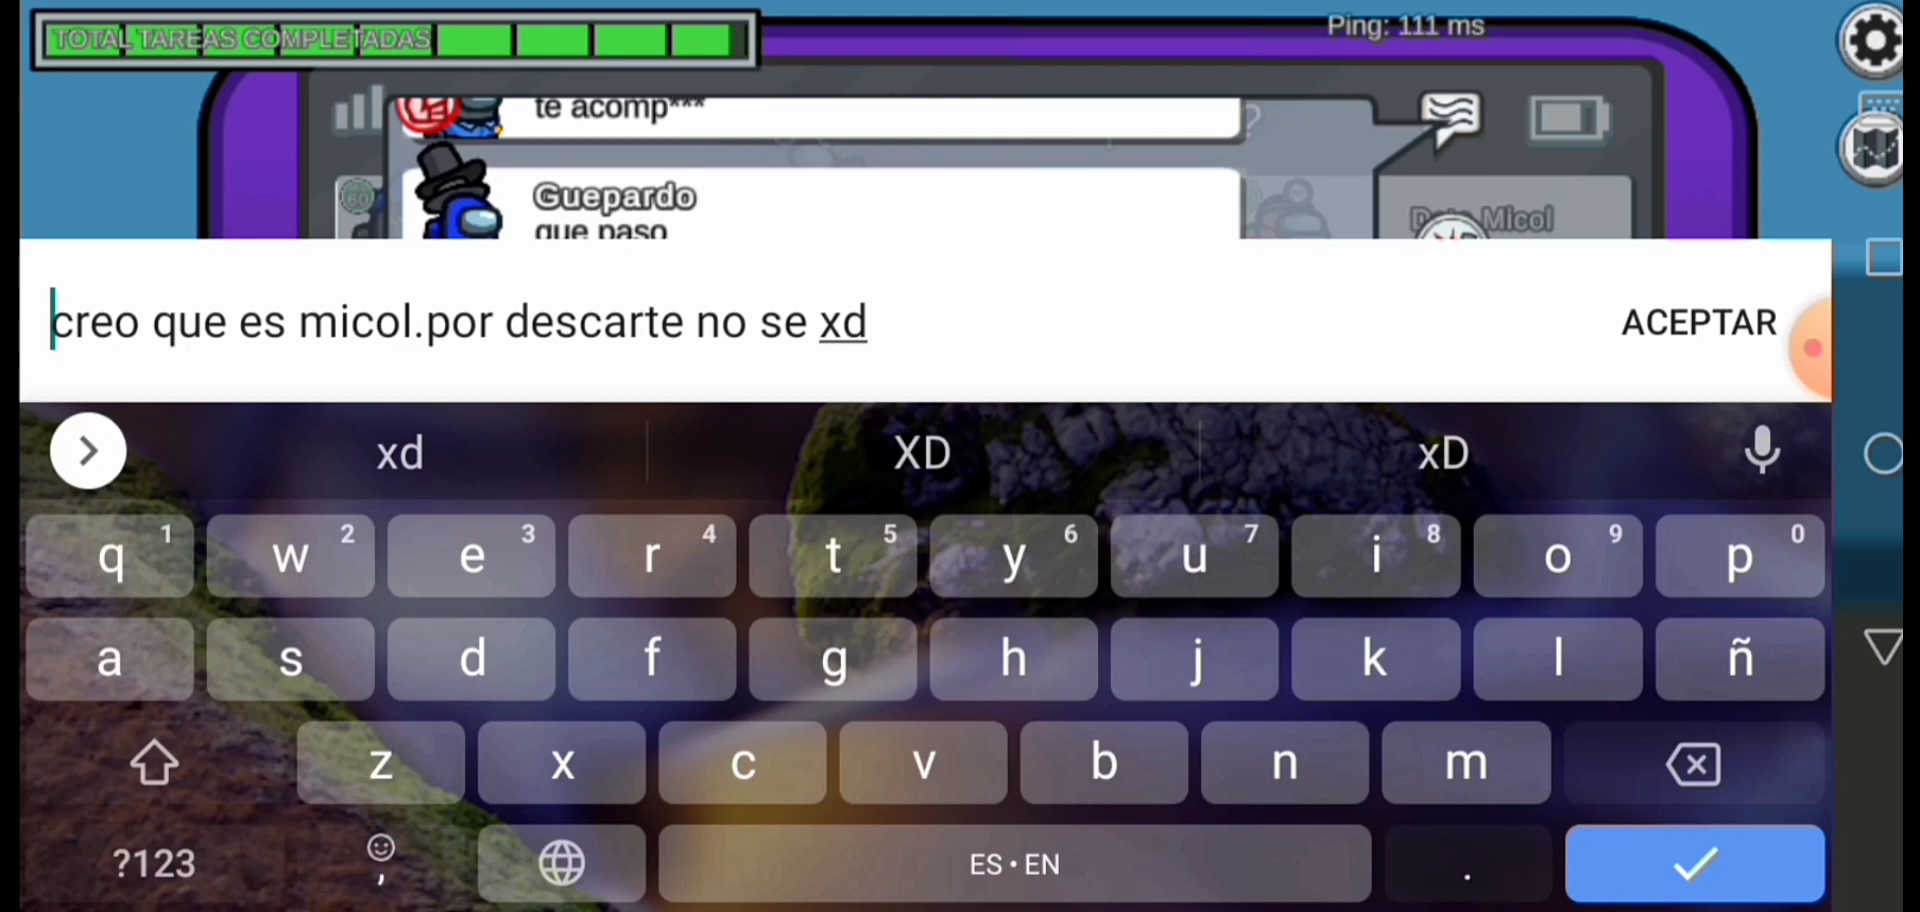 TOTAL TAREAS COMPLETADAS
Ping: 111 ms
te acomp***
?
Guepardo
que paso
Micol
60
creo que es micol.por descarte no se xd
ACEPTAR
xd XD xD
q 1 w 2 e 3 r 4 t 5 y 6 u 7 i 8 o 9 p 0
a s d f g h j k l ñ
z x c v b n m
?123 , ES • EN .